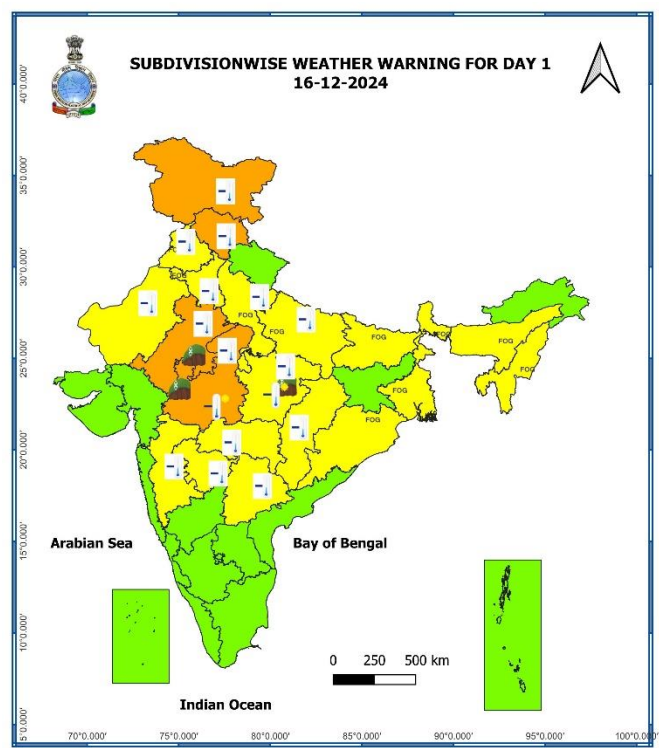 SUBDIVISIONWISE WEATHER WARNING FOR DAY 1
16-12-2024
40°0.000'
35°0.000'
30°0.000'
25°0.000'
20°0.000'
15°0.000'
10°0.000'
5°0.000'
FOG
FOG
FOG
FOG
FOG
FOG
FOG
FOG
FOG
Arabian Sea
Bay of Bengal
0 250 500 km
Indian Ocean
70°0.000' 75°0.000' 80°0.000' 85°0.000' 90°0.000' 95°0.000' 100°0.000'